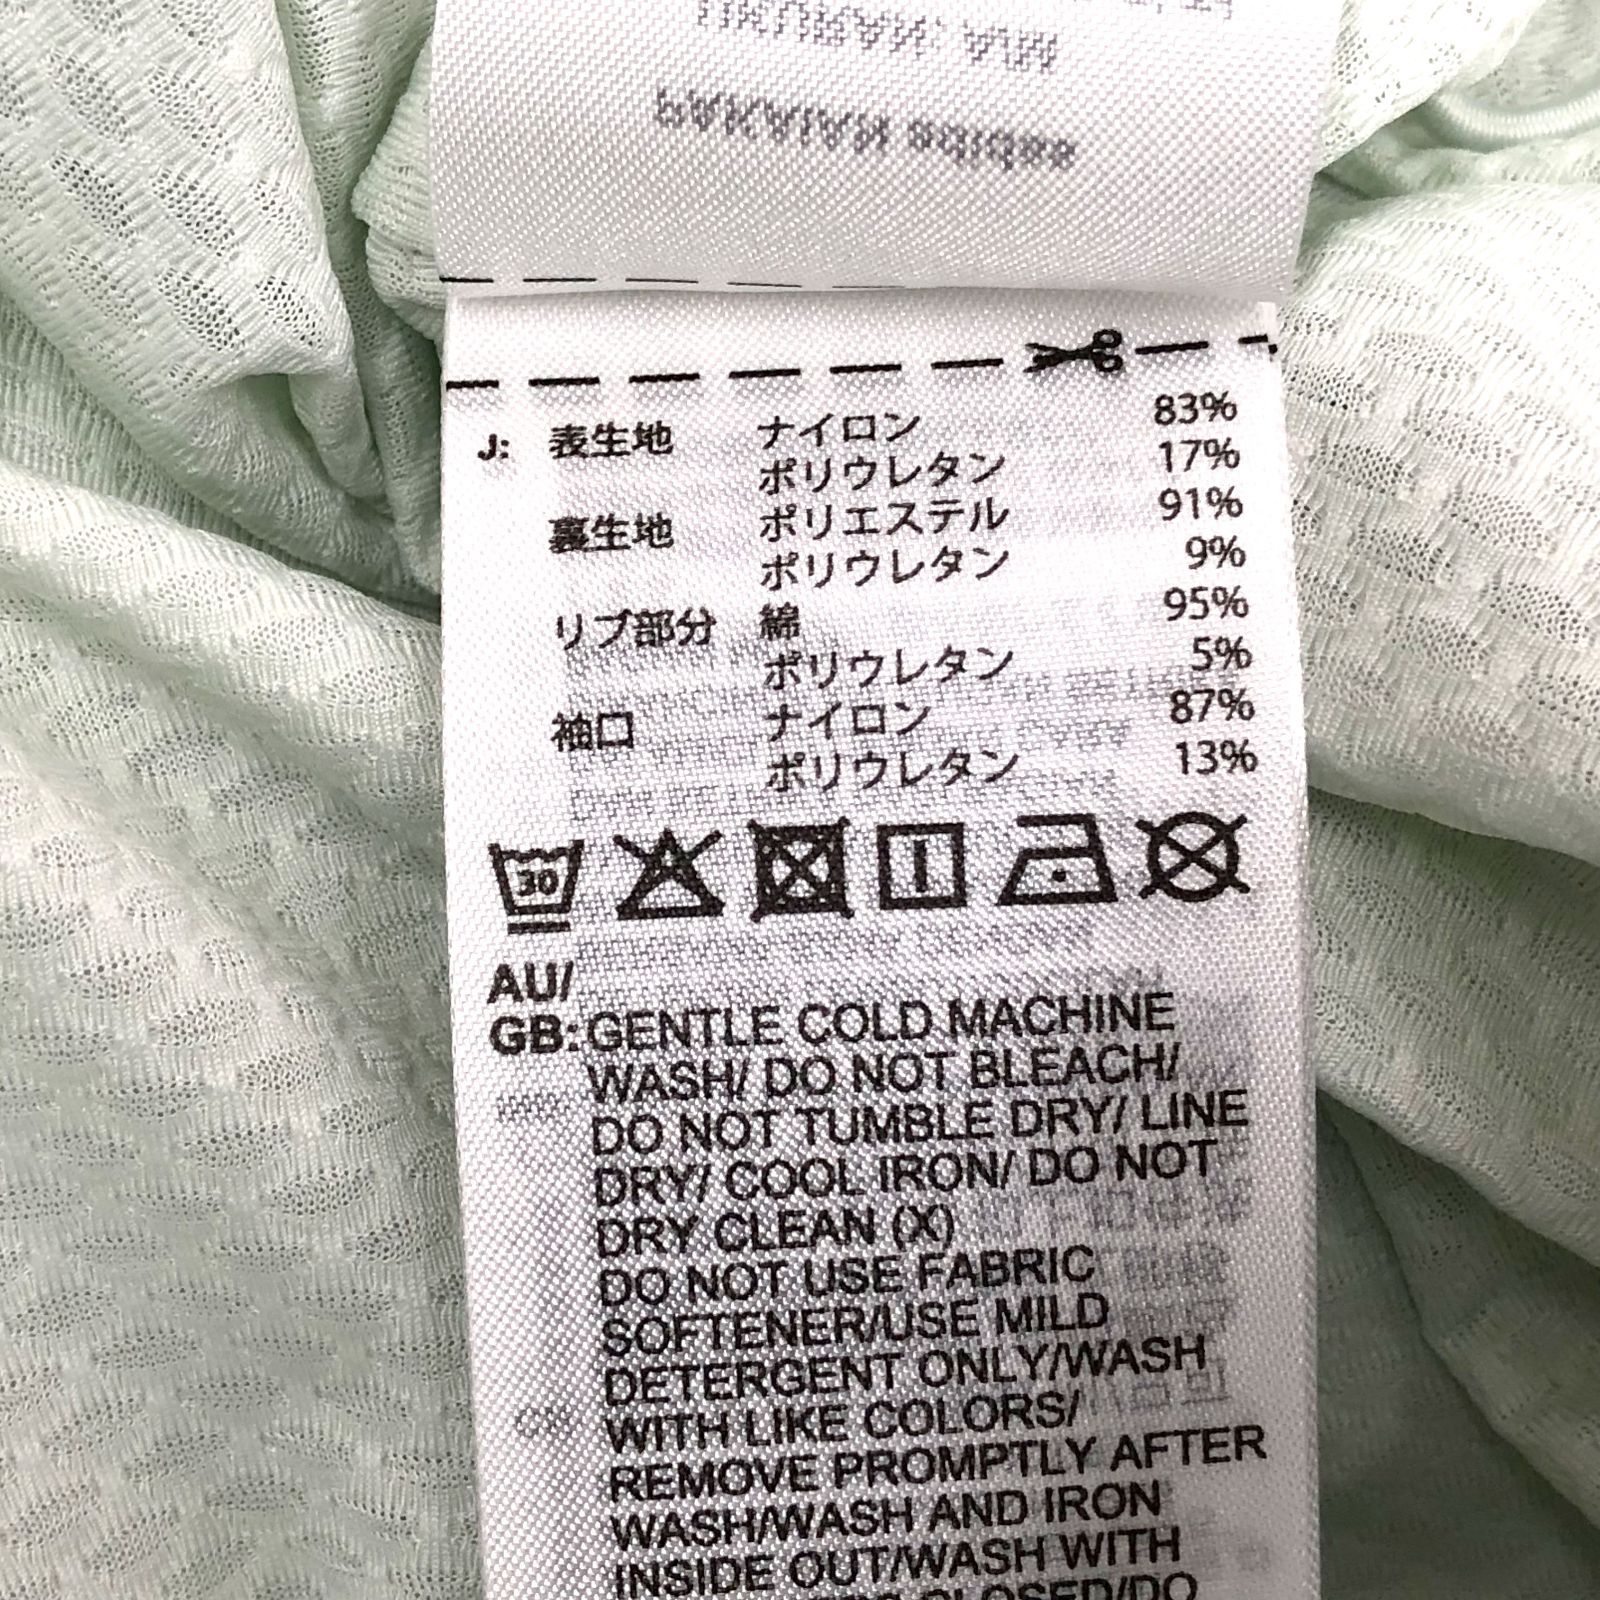 J: 表生地 ナイロン 83%
ポリウレタン 17%
裏生地 ポリエステル 91%
ポリウレタン 9%
リブ部分 綿 95%
ポリウレタン 5%
袖口 ナイロン 87%
ポリウレタン 13%
30
AU/
GB: GENTLE COLD MACHINE
WASH/ DO NOT BLEACH/
DO NOT TUMBLE DRY/ LINE
DRY/ COOL IRON/ DO NOT
DRY CLEAN (X)
DO NOT USE FABRIC
SOFTENER/USE MILD
DETERGENT ONLY/WASH
WITH LIKE COLORS/
REMOVE PROMPTLY AFTER
WASH/WASH AND IRON
INSIDE OUT/WASH WITH
CLOSED/DO